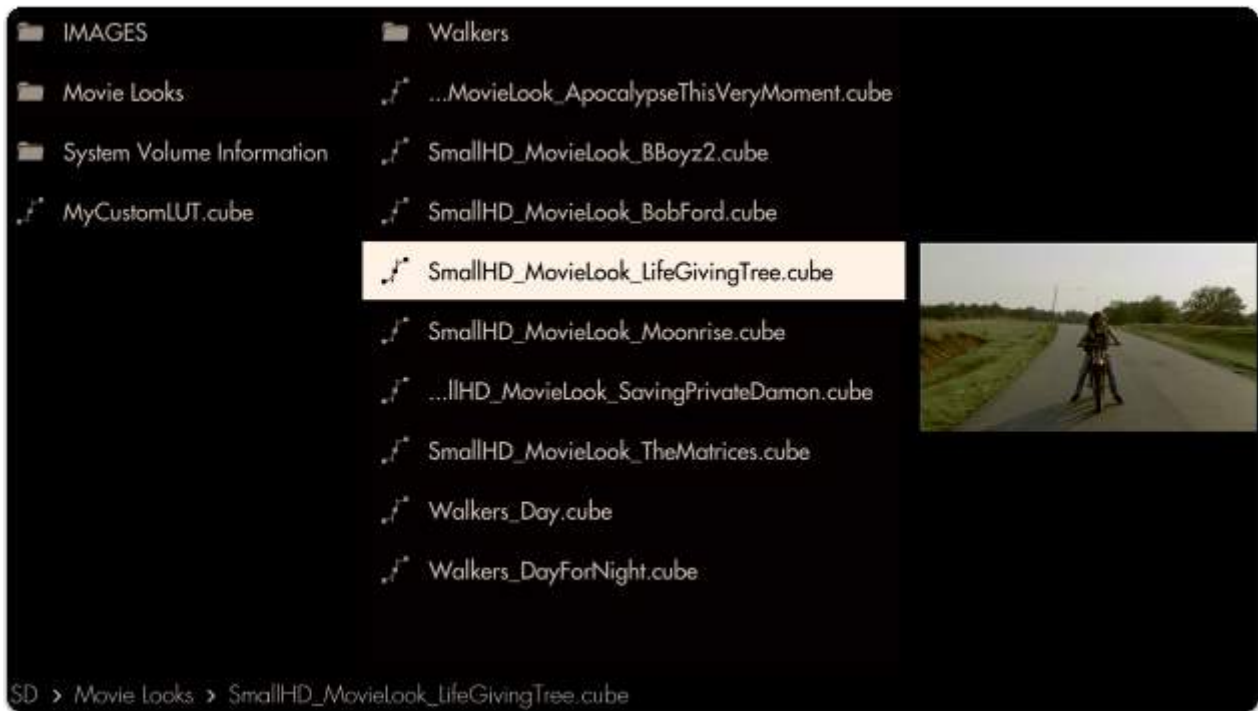 IMAGES
Movie Looks
System Volume Information
MyCustomLUT.cube
Walkers
...MovieLook_ApocalypseThisVeryMoment.cube
SmallHD_MovieLook_BBoyz2.cube
SmallHD_MovieLook_BobFord.cube
SmallHD_MovieLook_LifeGivingTree.cube
SmallHD_MovieLook_Moonrise.cube
...llHD_MovieLook_SavingPrivateDamon.cube
SmallHD_MovieLook_TheMatrices.cube
Walkers_Day.cube
Walkers_DayForNight.cube
SD > Movie Looks > SmallHD_MovieLook_LifeGivingTree.cube